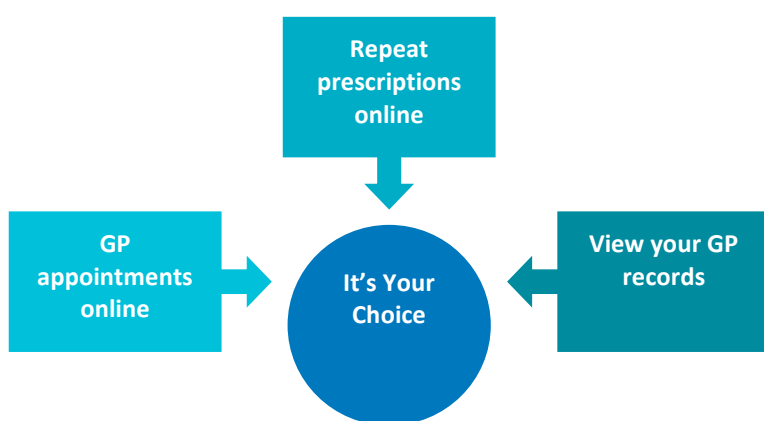 Repeat
prescriptions
online
GP
appointments
online
It's Your
Choice
View your GP
records